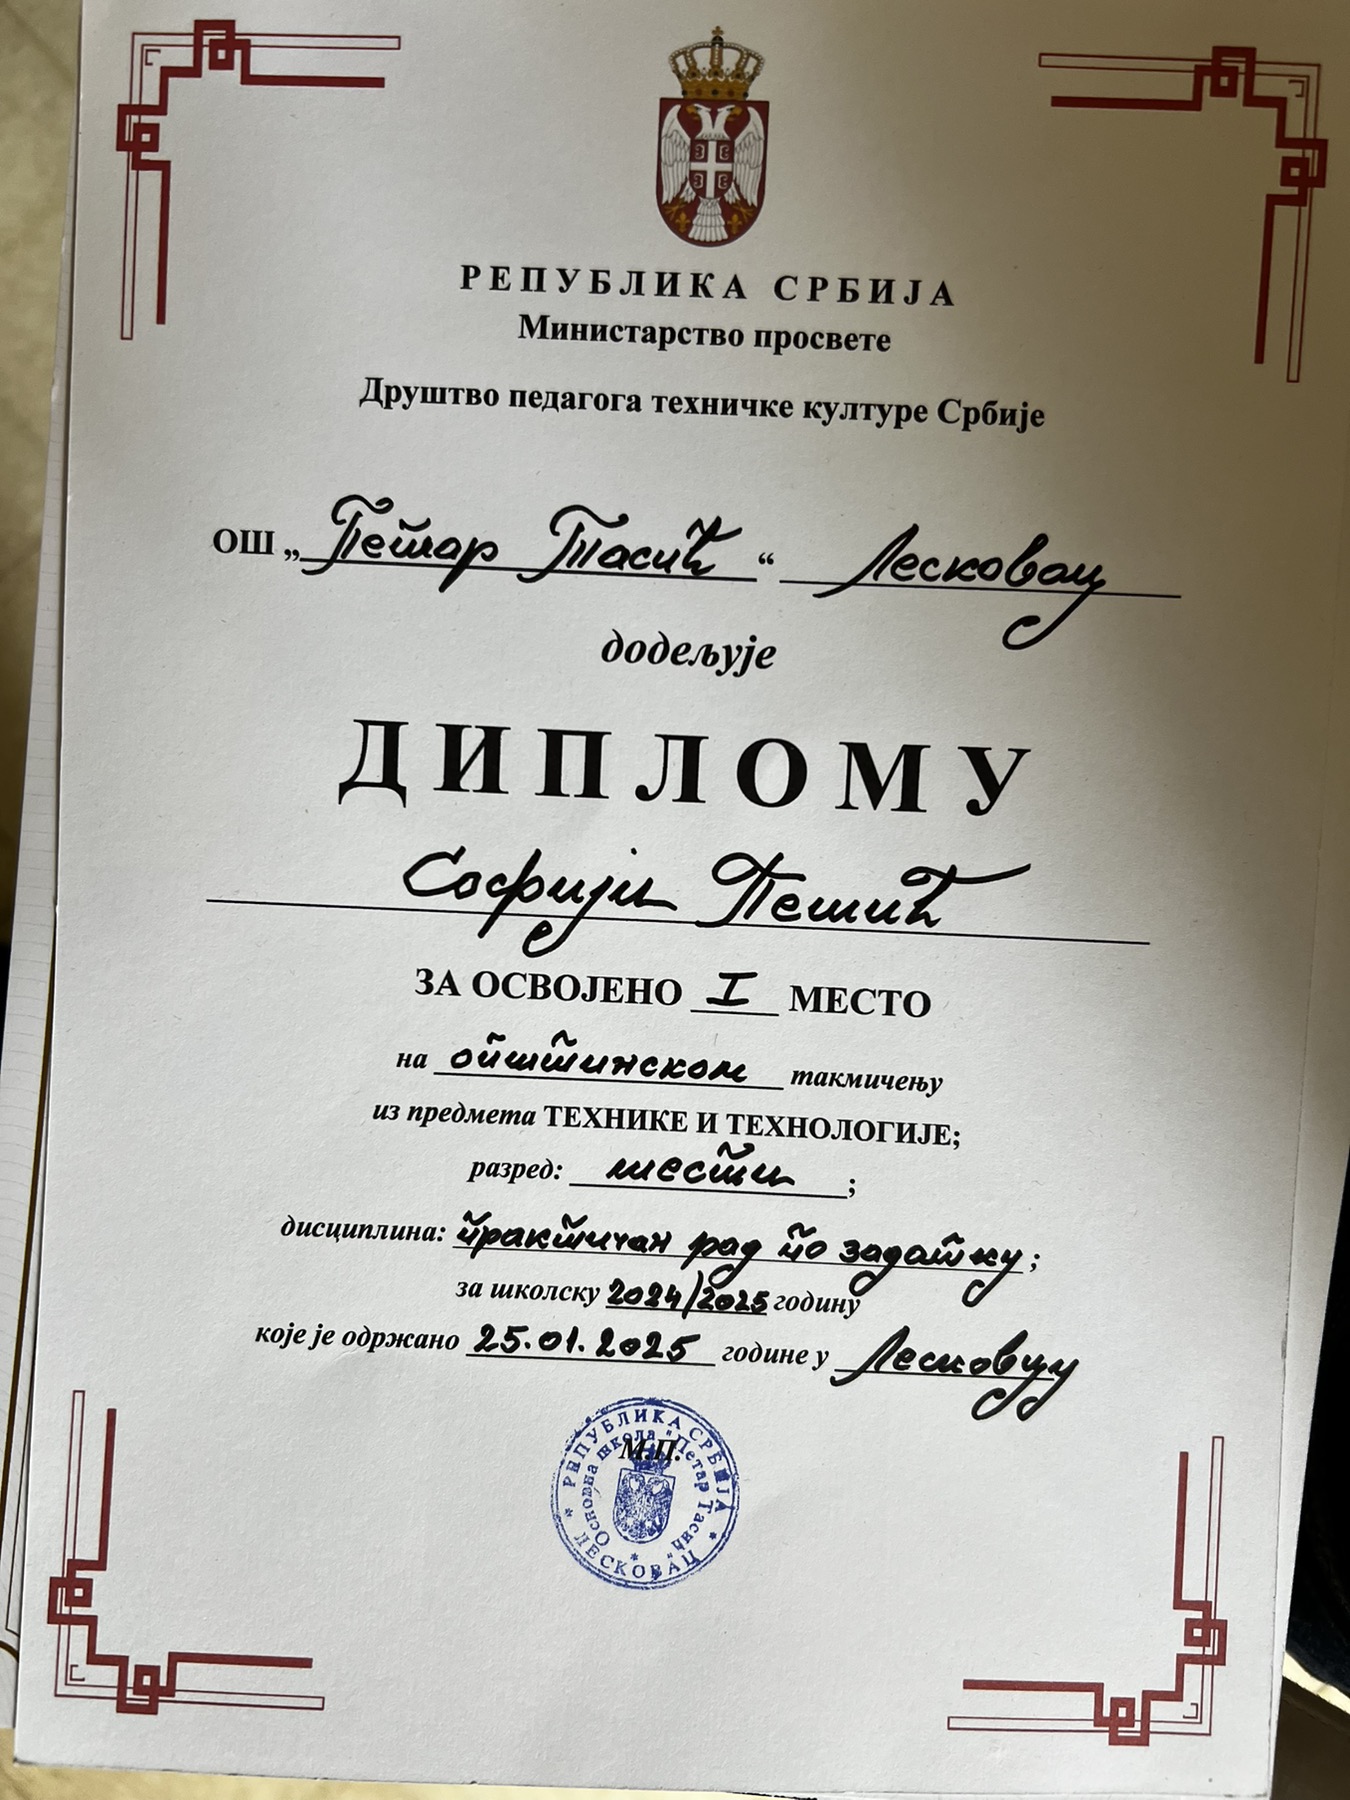 РЕПУБЛИКА СРБИЈА
Министарство просвете
Друштво педагога техничке културе Србије
ОШ „Петар Тасић“ Лесковац
додељује
ДИПЛОМУ
Софији Пешић
ЗА ОСВОЈЕНО I МЕСТО
на општинском такмичењу
из предмета ТЕХНИКЕ И ТЕХНОЛОГИЈЕ;
разред: шести;
дисциплина: практичан рад по задатку;
за школску 2024/2025 годину
које је одржано 25.01.2025 године у Лесковцу
М.П.
РЕПУБЛИКА СРБИЈА
Основна школа "Петар Тасић"
ЛЕСКОВАЦ